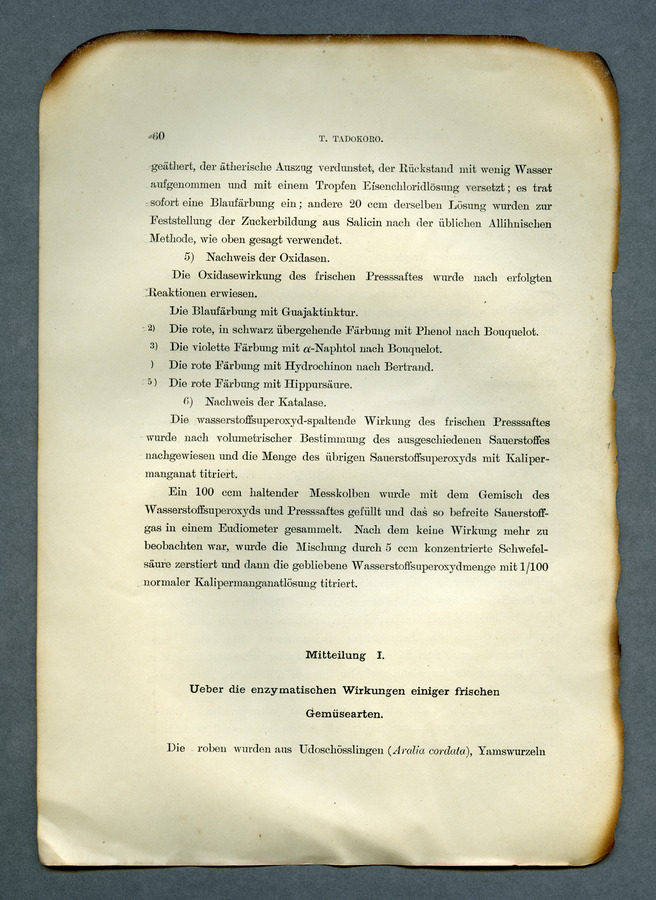 60
T. TADOKORO.
geäthert, der ätherische Auszug verdunstet, der Rückstand mit wenig Wasser
aufgenommen und mit einem Tropfen Eisenchloridlösung versetzt; es trat
sofort eine Blaufärbung ein; andere 20 ccm derselben Lösung wurden zur
Feststellung der Zuckerbildung aus Salicin nach der üblichen Allihnischen
Methode, wie oben gesagt verwendet.
5) Nachweis der Oxidasen.
Die Oxidasewirkung des frischen Presssaftes wurde nach erfolgten
Reaktionen erwiesen.
Die Blaufärbung mit Guajaktinktur.
2) Die rote, in schwarz übergehende Färbung mit Phenol nach Bouquelot.
3) Die violette Färbung mit α-Naphtol nach Bouquelot.
) Die rote Färbung mit Hydrochinon nach Bertrand.
5) Die rote Färbung mit Hippursäure.
6) Nachweis der Katalase.
Die wasserstoffsuperoxyd-spaltende Wirkung des frischen Presssaftes
wurde nach volumetrischer Bestimmung des ausgeschiedenen Sauerstoffes
nachgewiesen und die Menge des übrigen Sauerstoffsuperoxyds mit Kaliper-
manganat titriert.
Ein 100 ccm haltender Messkolben wurde mit dem Gemisch des
Wasserstoffsuperoxyds und Presssaftes gefüllt und das so befreite Sauerstoff-
gas in einem Eudiometer gesammelt. Nach dem keine Wirkung mehr zu
beobachten war, wurde die Mischung durch 5 ccm konzentrierte Schwefel-
säure zerstiert und dann die gebliebene Wasserstoffsuperoxydmenge mit 1/100
normaler Kalipermanganatlösung titriert.
Mitteilung I.
Ueber die enzymatischen Wirkungen einiger frischen
Gemüsearten.
Die roben wurden aus Udoschösslingen (Aralia cordata), Yamswurzeln